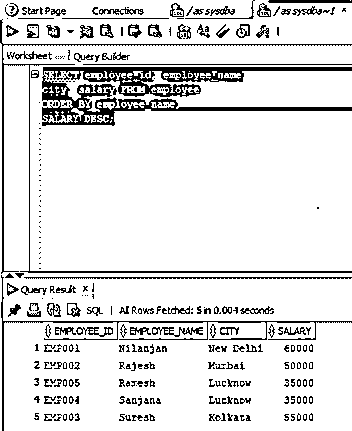 Start Page Connections /as sysdba /as sysdba~1
Worksheet Query Builder
SELECT employee_id, employee_name
city, salary FROM employee
ORDER BY employee_name
SALARY DESC;
Query Result
SQL | All Rows Fetched: 5 in 0.004 seconds
EMPLOYEE_ID EMPLOYEE_NAME CITY SALARY
1 EMP001 Nilanjan New Delhi 60000
2 EMP002 Rajesh Mumbai 50000
3 EMP005 Ramesh Lucknow 35000
4 EMP004 Sanjana Lucknow 35000
5 EMP003 Suresh Kolkata 55000